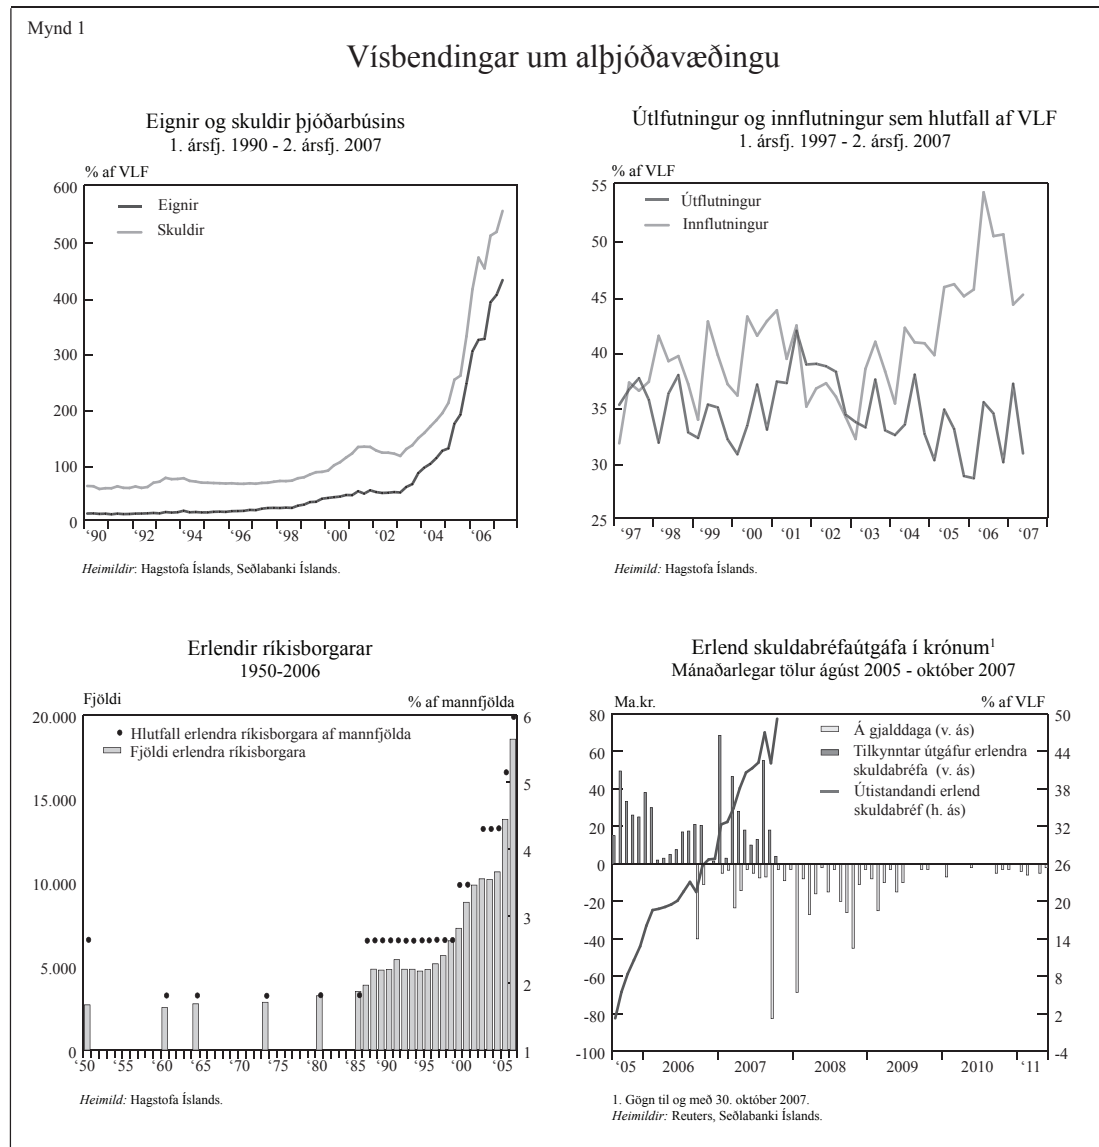 Mynd 1
Vísbendingar um alþjóðavæðingu
Eignir og skuldir þjóðarbúsins
1. ársfj. 1990 - 2. ársfj. 2007
% af VLF
600
500
400
300
200
100
0
Eignir
Skuldir
'90 '92 '94 '96 '98 '00 '02 '04 '06
Heimildir: Hagstofa Íslands, Seðlabanki Íslands.
Útlfutningur og innflutningur sem hlutfall af VLF
1. ársfj. 1997 - 2. ársfj. 2007
% af VLF
55
50
45
40
35
30
25
Útflutningur
Innflutningur
'97 '98 '99 '00 '01 '02 '03 '04 '05 '06 '07
Heimild: Hagstofa Íslands.
Erlendir ríkisborgarar
1950-2006
Fjöldi
% af mannfjölda
20.000
15.000
10.000
5.000
0
Hlutfall erlendra ríkisborgara af mannfjölda
Fjöldi erlendra ríkisborgara
6
5
4
3
2
1
'50 '55 '60 '65 '70 '75 '80 '85 '90 '95 '00 '05
Heimild: Hagstofa Íslands.
Erlend skuldabréfaútgáfa í krónum¹
Mánaðarlegar tölur ágúst 2005 - október 2007
Ma.kr.
% af VLF
80
60
40
20
0
-20
-40
-60
-80
-100
Á gjalddaga (v. ás)
Tilkynntar útgáfur erlendra
skuldabréfa (v. ás)
Útistandandi erlend
skuldabréf (h. ás)
50
44
38
32
26
20
14
8
2
-4
'05 2006 2007 2008 2009 2010 '11
1. Gögn til og með 30. október 2007.
Heimildir: Reuters, Seðlabanki Íslands.